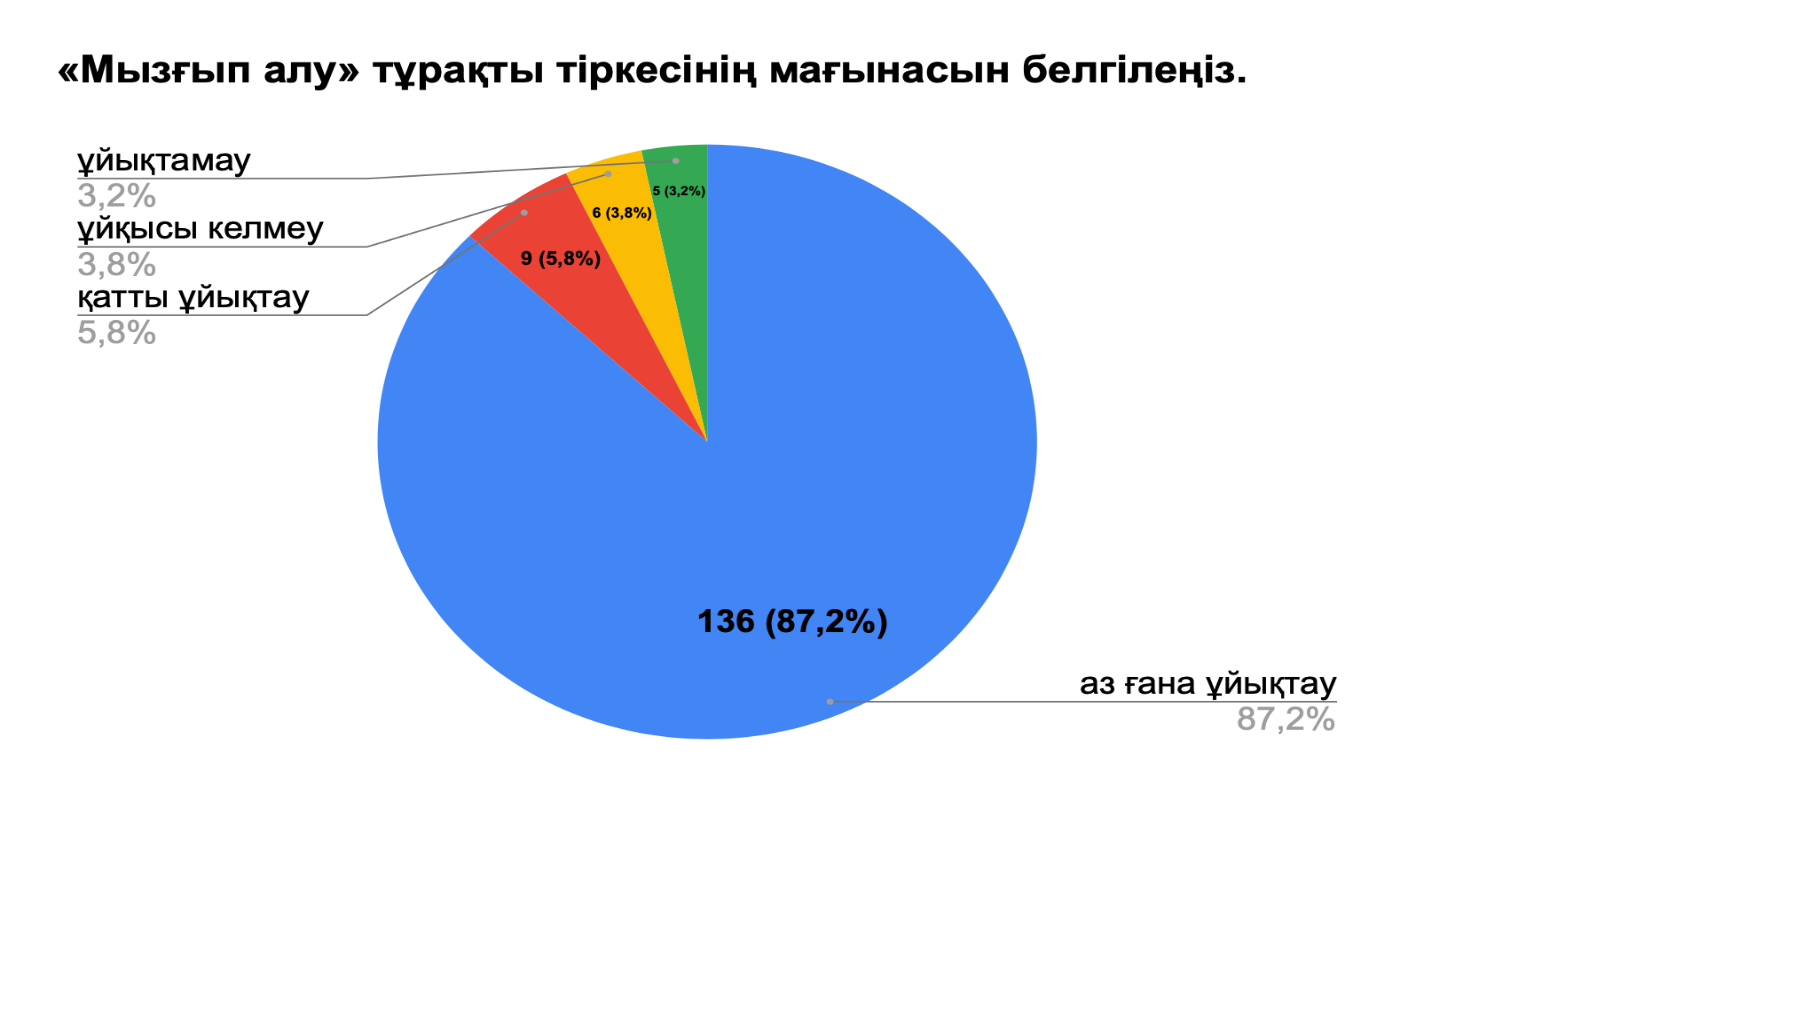 «Мызғып алу» тұрақты тіркесінің мағынасын белгілеңіз.
ұйықтамау
3,2%
ұйқысы келмеу
3,8%
қатты ұйықтау
5,8%
5 (3,2%)
6 (3,8%)
9 (5,8%)
136 (87,2%)
аз ғана ұйықтау
87,2%